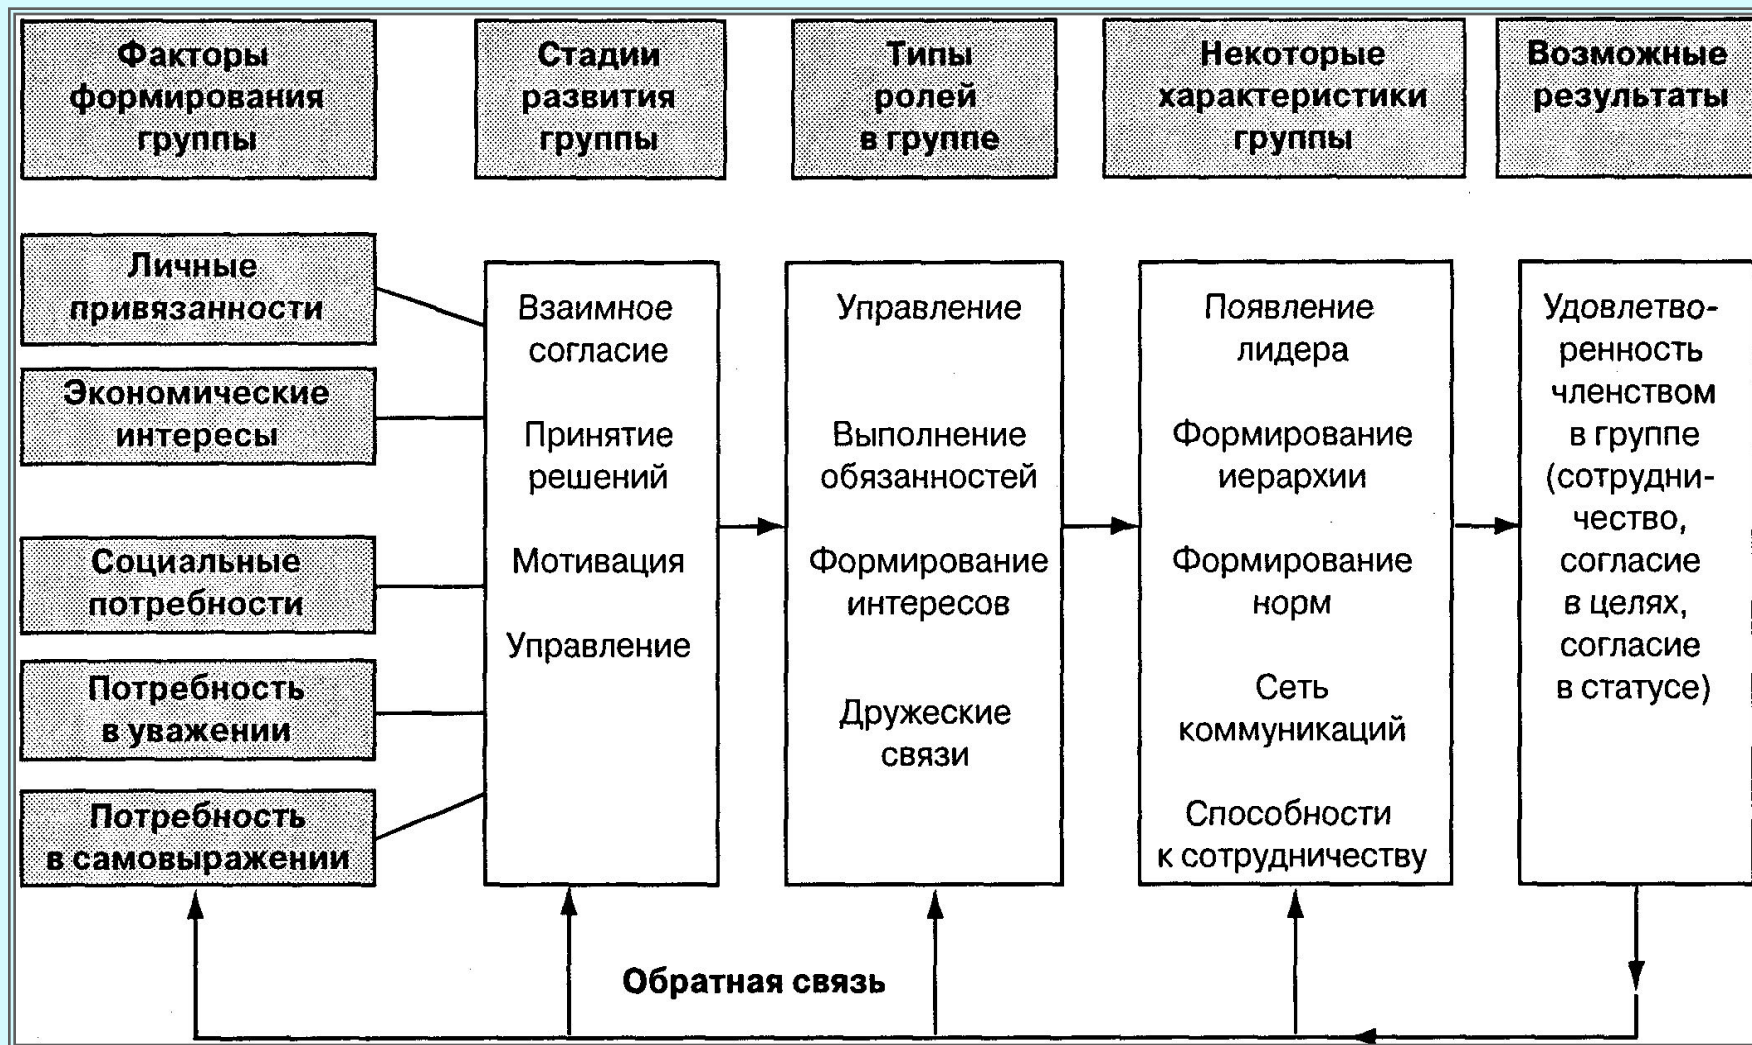 Факторы
формирования
группы
Стадии
развития
группы
Типы
ролей
в группе
Некоторые
характеристики
группы
Возможные
результаты
Личные
привязанности
Экономические
интересы
Социальные
потребности
Потребность
в уважении
Потребность
в самовыражении
Взаимное
согласие
Принятие
решений
Мотивация
Управление
Управление
Выполнение
обязанностей
Формирование
интересов
Дружеские
связи
Появление
лидера
Формирование
иерархии
Формирование
норм
Сеть
коммуникаций
Способности
к сотрудничеству
Удовлетво-
ренность
членством
в группе
(сотрудни-
чество,
согласие
в целях,
согласие
в статусе)
Обратная связь